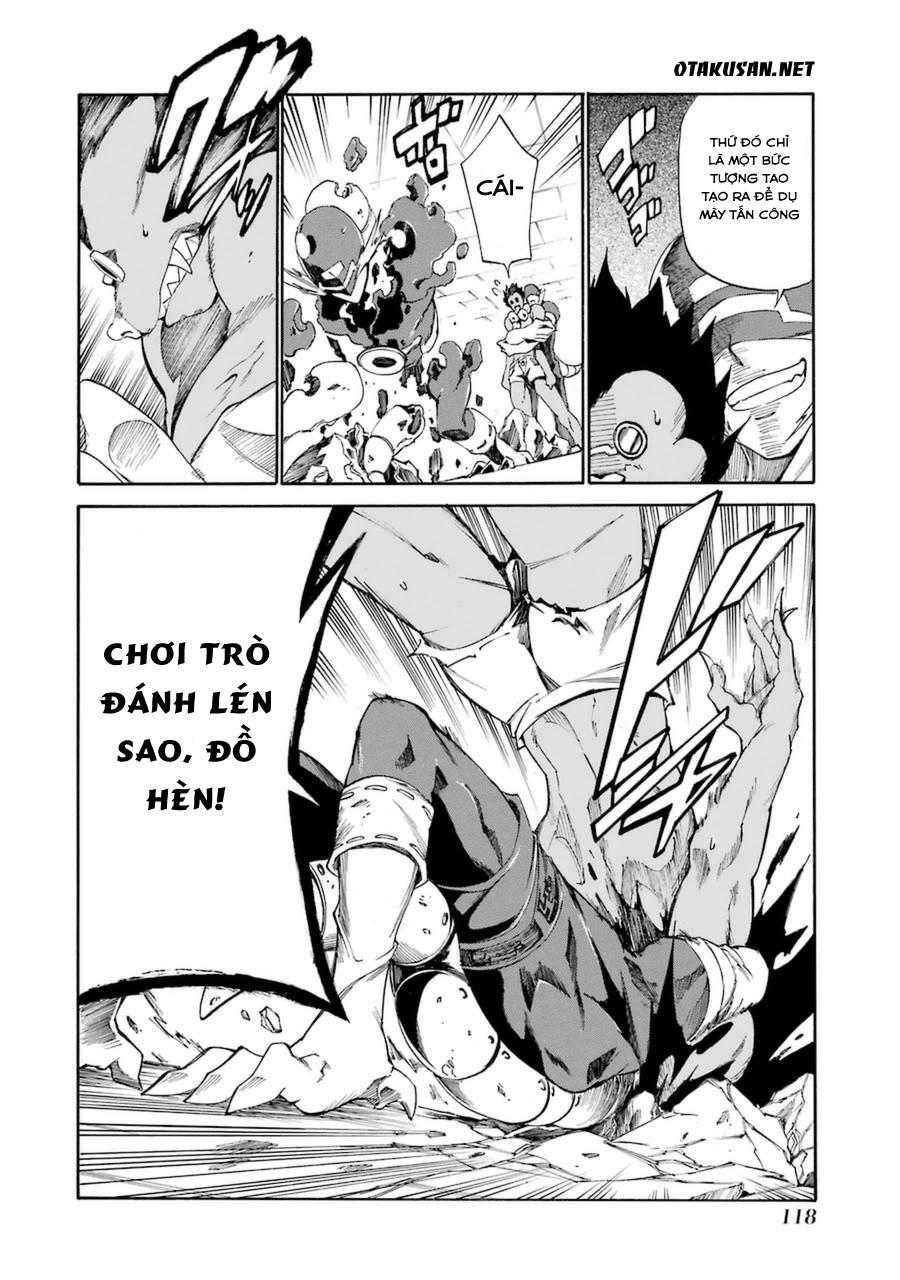 OTAKUSAN.NET
THỨ ĐÓ CHỈ
LÀ MỘT BỨC
TƯỢNG TAO
TẠO RA ĐỂ DỤ
MÀY TẤN CÔNG
CÁI-
CHƠI TRÒ
ĐÁNH LÉN
SAO, ĐỒ
HÈN!
118